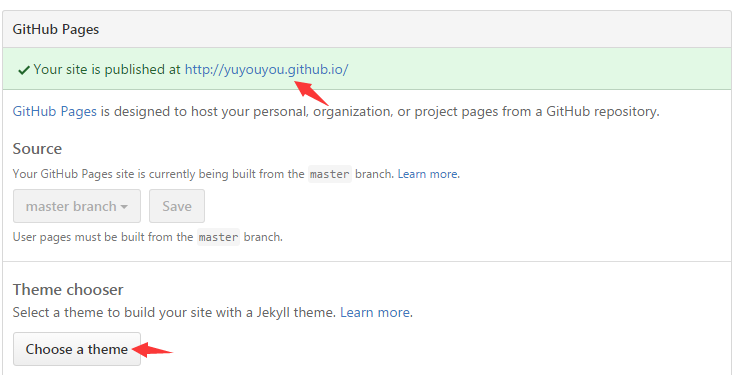 GitHub Pages
Your site is published at http://yuyouyou.github.io/
GitHub Pages is designed to host your personal, organization, or project pages from a GitHub repository.
Source
Your GitHub Pages site is currently being built from the master branch. Learn more.
master branch Save
User pages must be built from the master branch.
Theme chooser
Select a theme to build your site with a Jekyll theme. Learn more.
Choose a theme